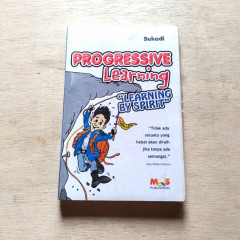 Sukadi
PROGRESSIVE
Learning
"LEARNING
BY SPIRIT"
"Tidak ada
sesuatu yang
hebat akan diraih
jika tanpa ada
semangat."
MQS
PUBLISHING